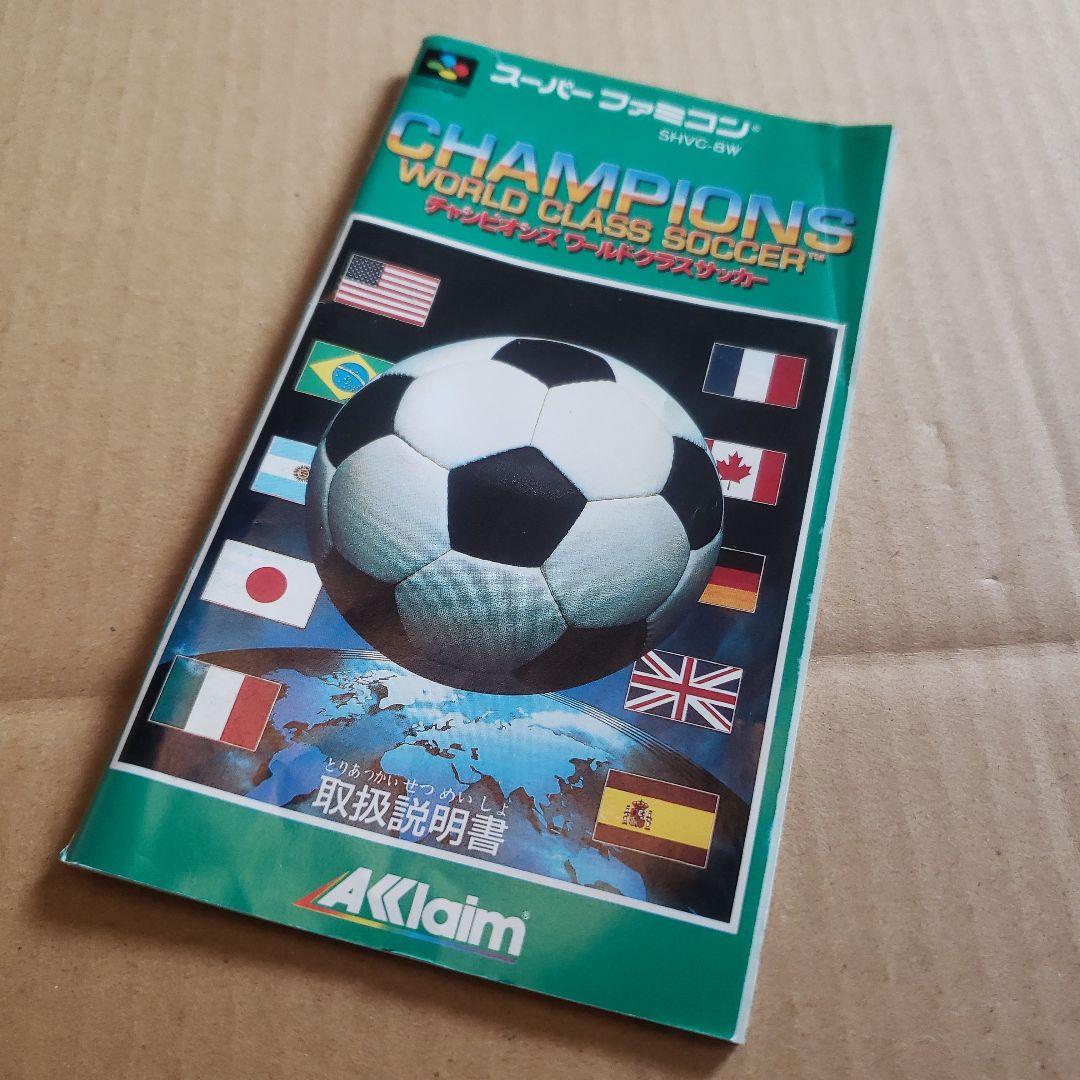 スーパー ファミコン®
SHVC-8W
CHAMPIONS
WORLD CLASS SOCCER™
チャンピオンズ ワールドクラスサッカー
とりあつかい せつ めい しょ
取扱説明書
AKKlaim®